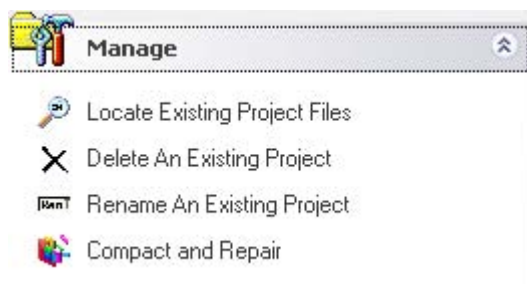 Manage
Locate Existing Project Files
Delete An Existing Project
Rename An Existing Project
Compact and Repair